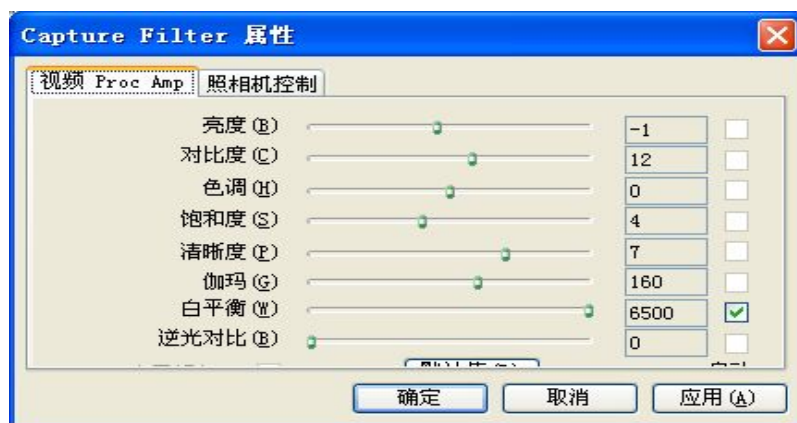 Capture Filter 属性
视频 Proc Amp 照相机控制
亮度(B) -1
对比度(C) 12
色调(H) 0
饱和度(S) 4
清晰度(P) 7
伽玛(G) 160
白平衡(W) 6500
逆光对比(B) 0
确定 取消 应用(A)